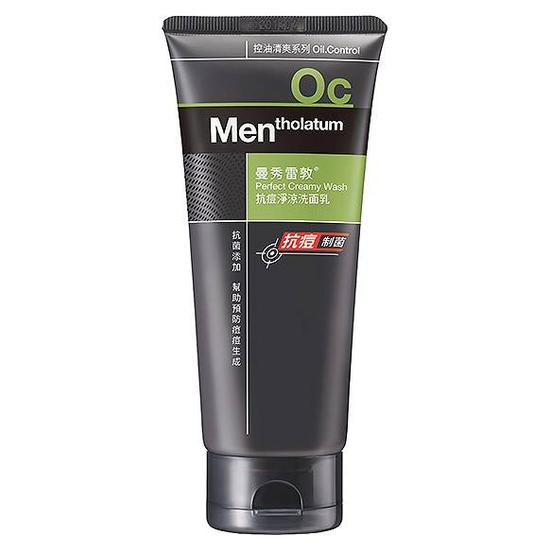 控油清爽系列 Oil.Control
Oc
Mentholatum
曼秀雷敦®
Perfect Creamy Wash
抗痘淨涼洗面乳
抗痘 制菌
抗菌添加 幫助預防痘痘生成